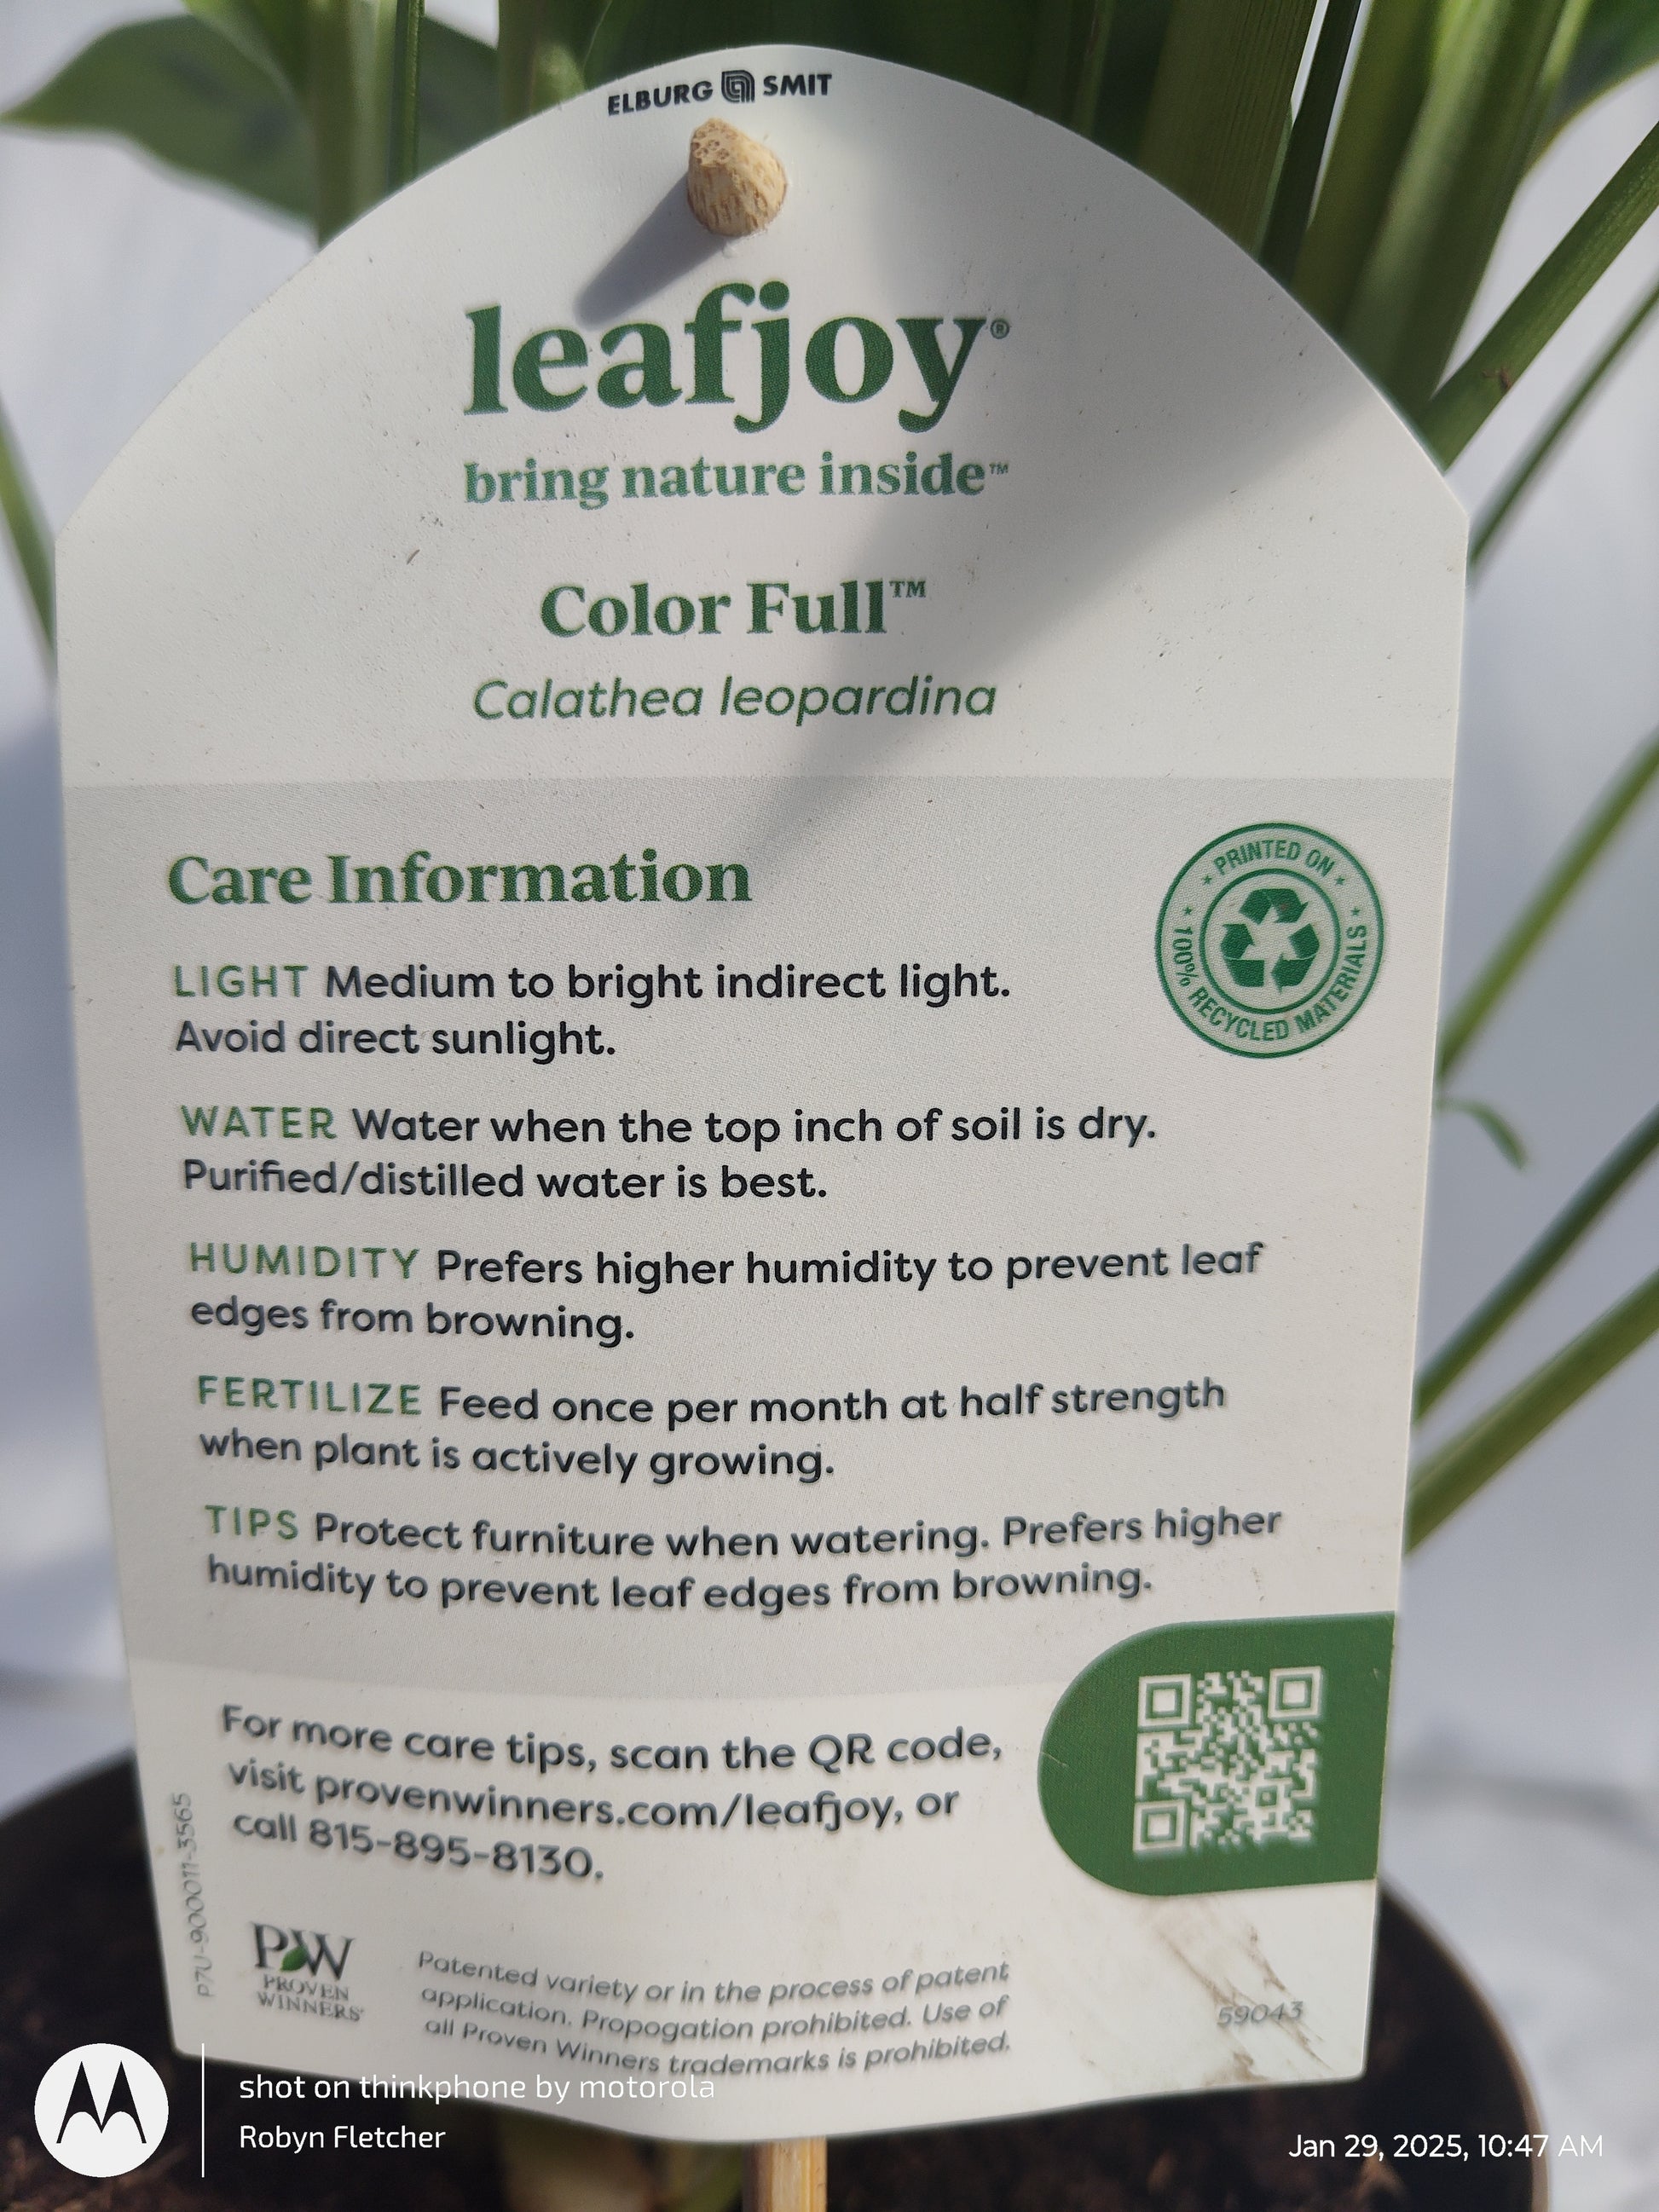 ELBURG SMIT
leafjoy®
bring nature inside™
Color Full™
Calathea leopardina
Care Information
PRINTED ON
100% RECYCLED MATERIALS
LIGHT Medium to bright indirect light.
Avoid direct sunlight.
WATER Water when the top inch of soil is dry.
Purified/distilled water is best.
HUMIDITY Prefers higher humidity to prevent leaf
edges from browning.
FERTILIZE Feed once per month at half strength
when plant is actively growing.
TIPS Protect furniture when watering. Prefers higher
humidity to prevent leaf edges from browning.
For more care tips, scan the QR code,
visit provenwinners.com/leafjoy, or
call 815-895-8130.
P7U-900011-3565
PW
PROVEN
WINNERS®
Patented variety or in the process of patent
application. Propogation prohibited. Use of
all Proven Winners trademarks is prohibited.
59043
shot on thinkphone by motorola
Robyn Fletcher
Jan 29, 2025, 10:47 AM